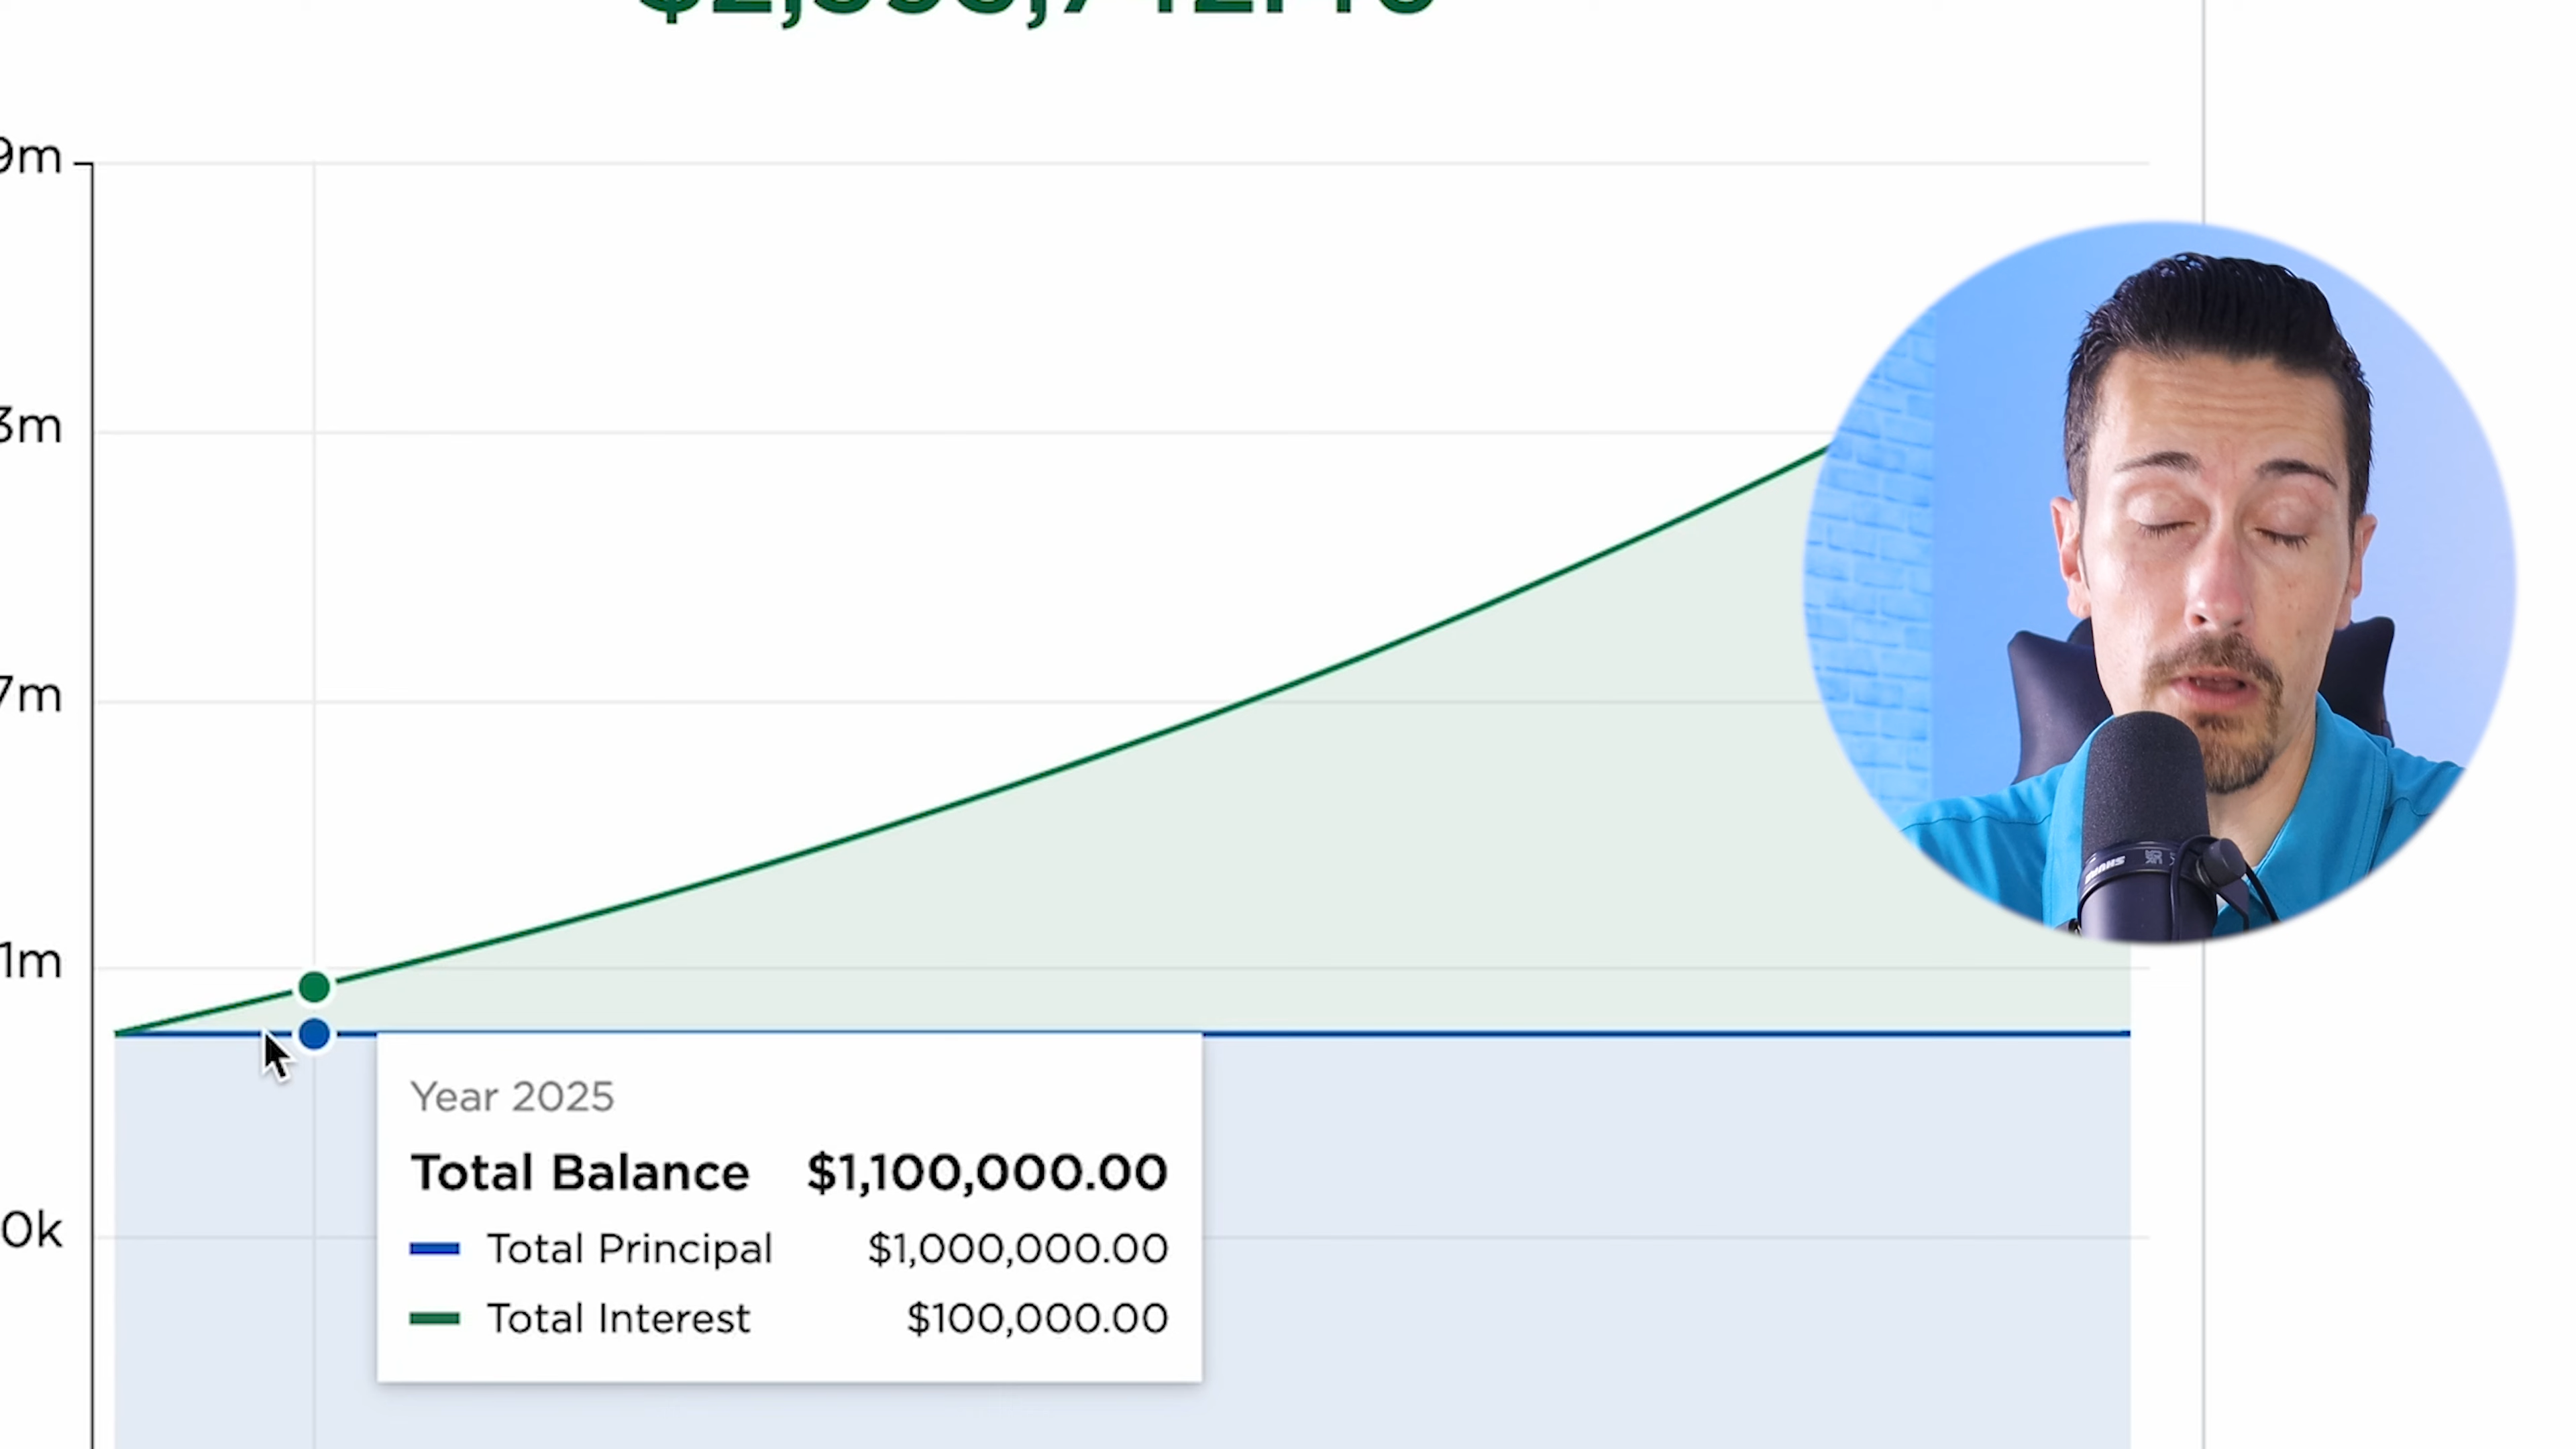 9m
3m
7m
1m
0k
Year 2025
Total Balance $1,100,000.00
Total Principal $1,000,000.00
Total Interest $100,000.00
SHURE